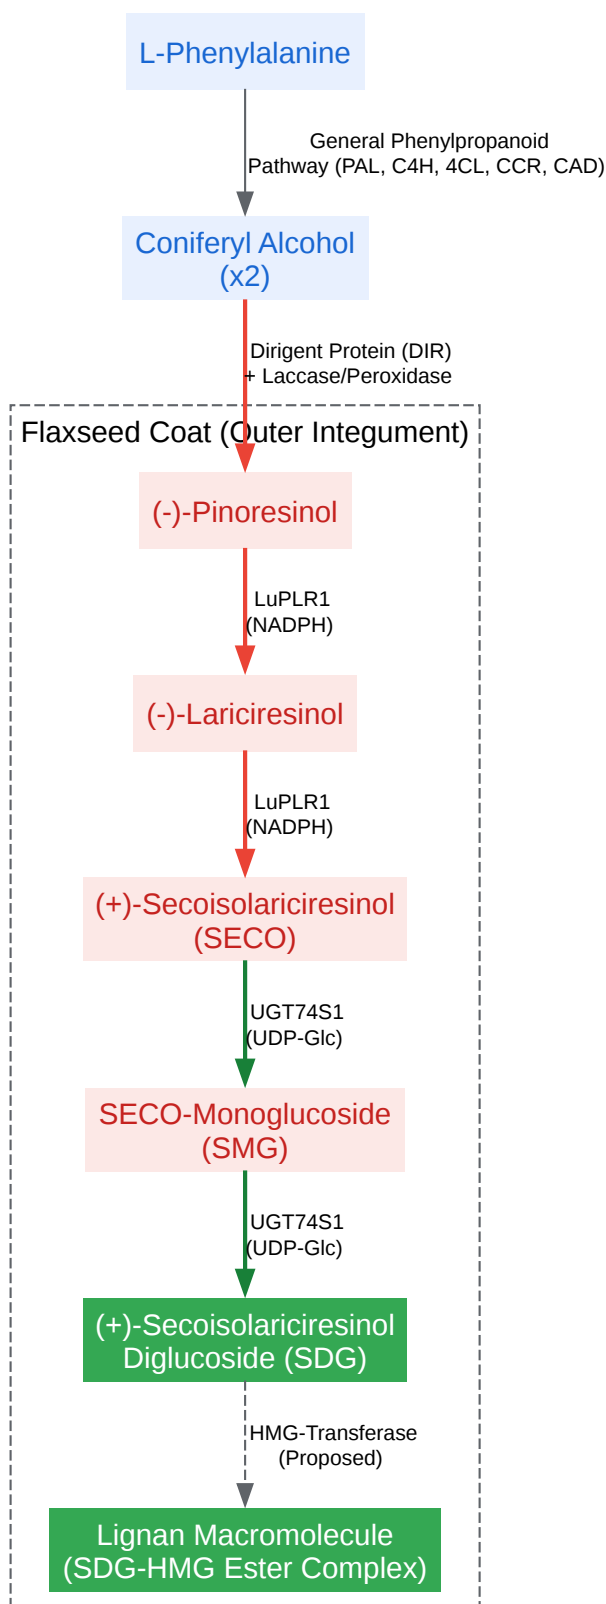 L-Phenylalanine
General Phenylpropanoid
Pathway (PAL, C4H, 4CL, CCR, CAD)
Coniferyl Alcohol
(x2)
Dirigent Protein (DIR)
+ Laccase/Peroxidase
Flaxseed Coat (Outer Integument)
(-)-Pinoresinol
LuPLR1
(NADPH)
(-)-Lariciresinol
LuPLR1
(NADPH)
(+)-Secoisolariciresinol
(SECO)
UGT74S1
(UDP-Glc)
SECO-Monoglucoside
(SMG)
UGT74S1
(UDP-Glc)
(+)-Secoisolariciresinol
Diglucoside (SDG)
HMG-Transferase
(Proposed)
Lignan Macromolecule
(SDG-HMG Ester Complex)